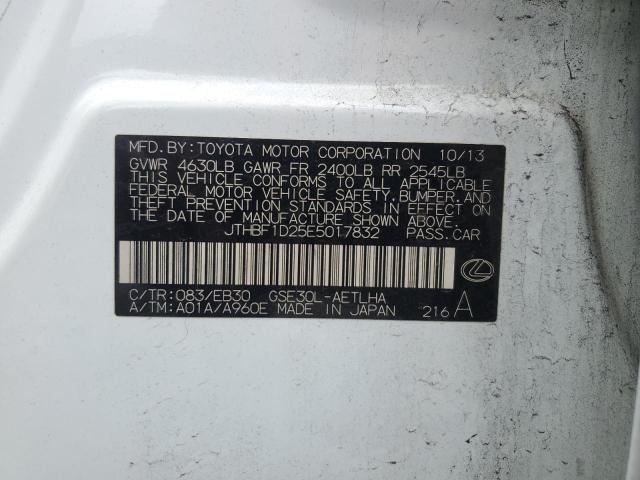 MFD. BY: TOYOTA MOTOR CORPORATION 10/13
GVWR 4630LB GAWR FR 2400LB RR 2545LB
THIS VEHICLE CONFORMS TO ALL APPLICABLE
FEDERAL MOTOR VEHICLE SAFETY, BUMPER, AND
THEFT PREVENTION STANDARDS IN EFFECT ON
THE DATE OF MANUFACTURE SHOWN ABOVE.
JTHBF1D25E5017832 PASS. CAR
C/TR: 083/EB30 GSE30L-AETLHA
A/TM: A01A/A960E MADE IN JAPAN 216 A